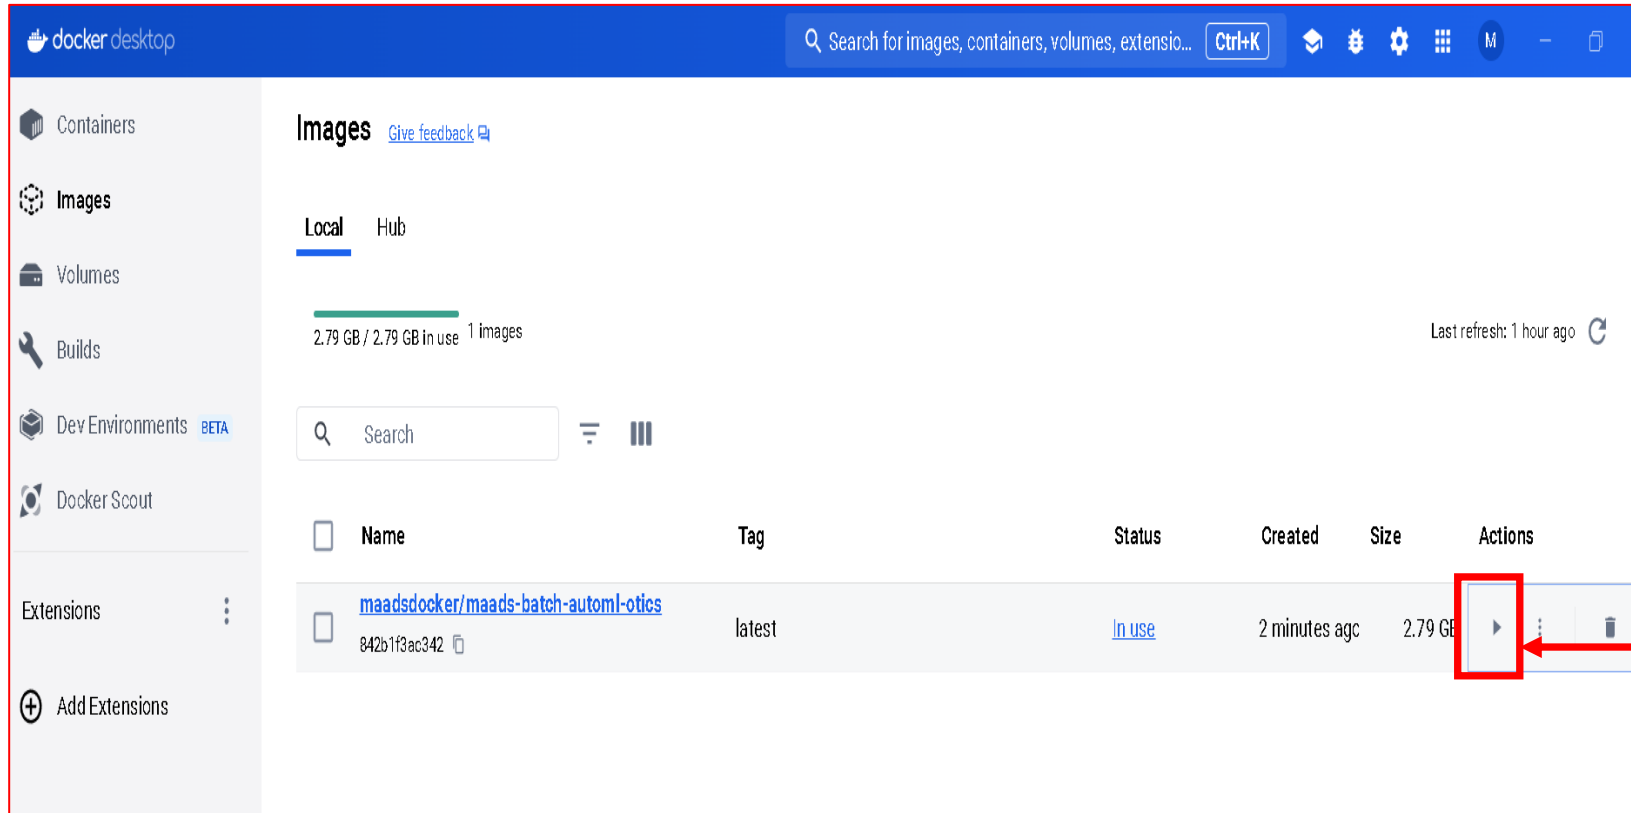 docker desktop
Search for images, containers, volumes, extensio... Ctrl+K
M
Containers
Images
Volumes
Builds
Dev Environments BETA
Docker Scout
Extensions
Add Extensions
Images Give feedback
Local Hub
2.79 GB / 2.79 GB in use 1 images
Last refresh: 1 hour ago
Search
Name Tag Status Created Size Actions
maadsdocker/maads-batch-automl-otics
842b1f3ac342
latest In use 2 minutes ago 2.79 GB